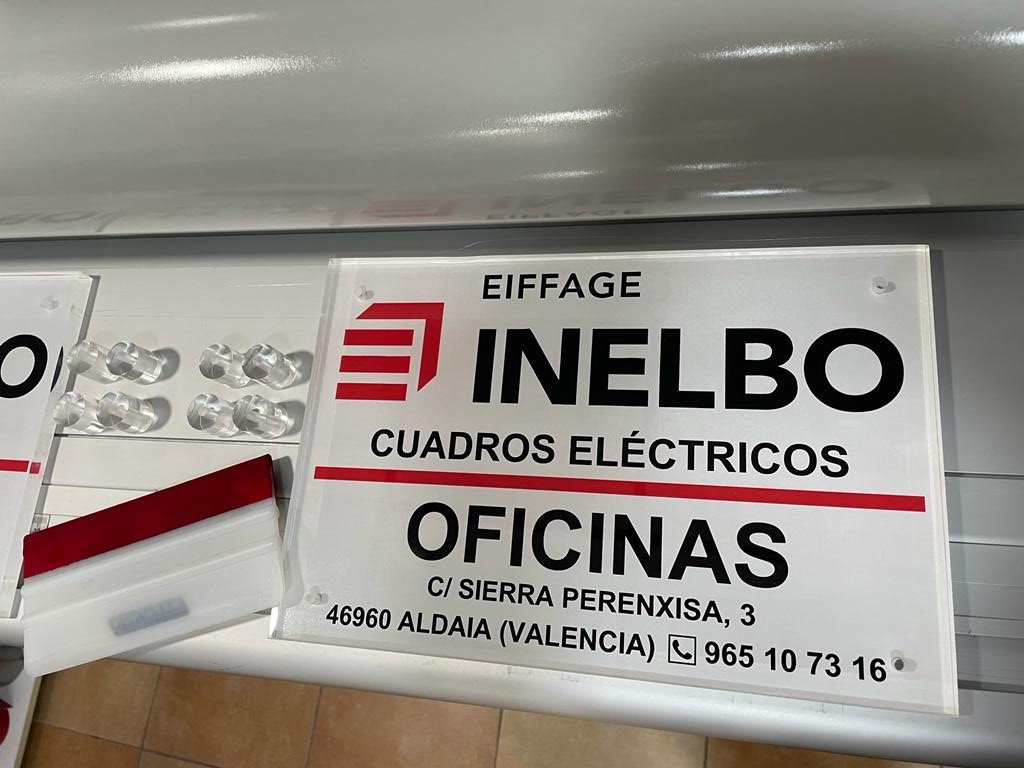 EIFFAGE
INELBO
CUADROS ELÉCTRICOS
OFICINAS
C/ SIERRA PERENXISA, 3
46960 ALDAIA (VALENCIA) 965 10 73 16